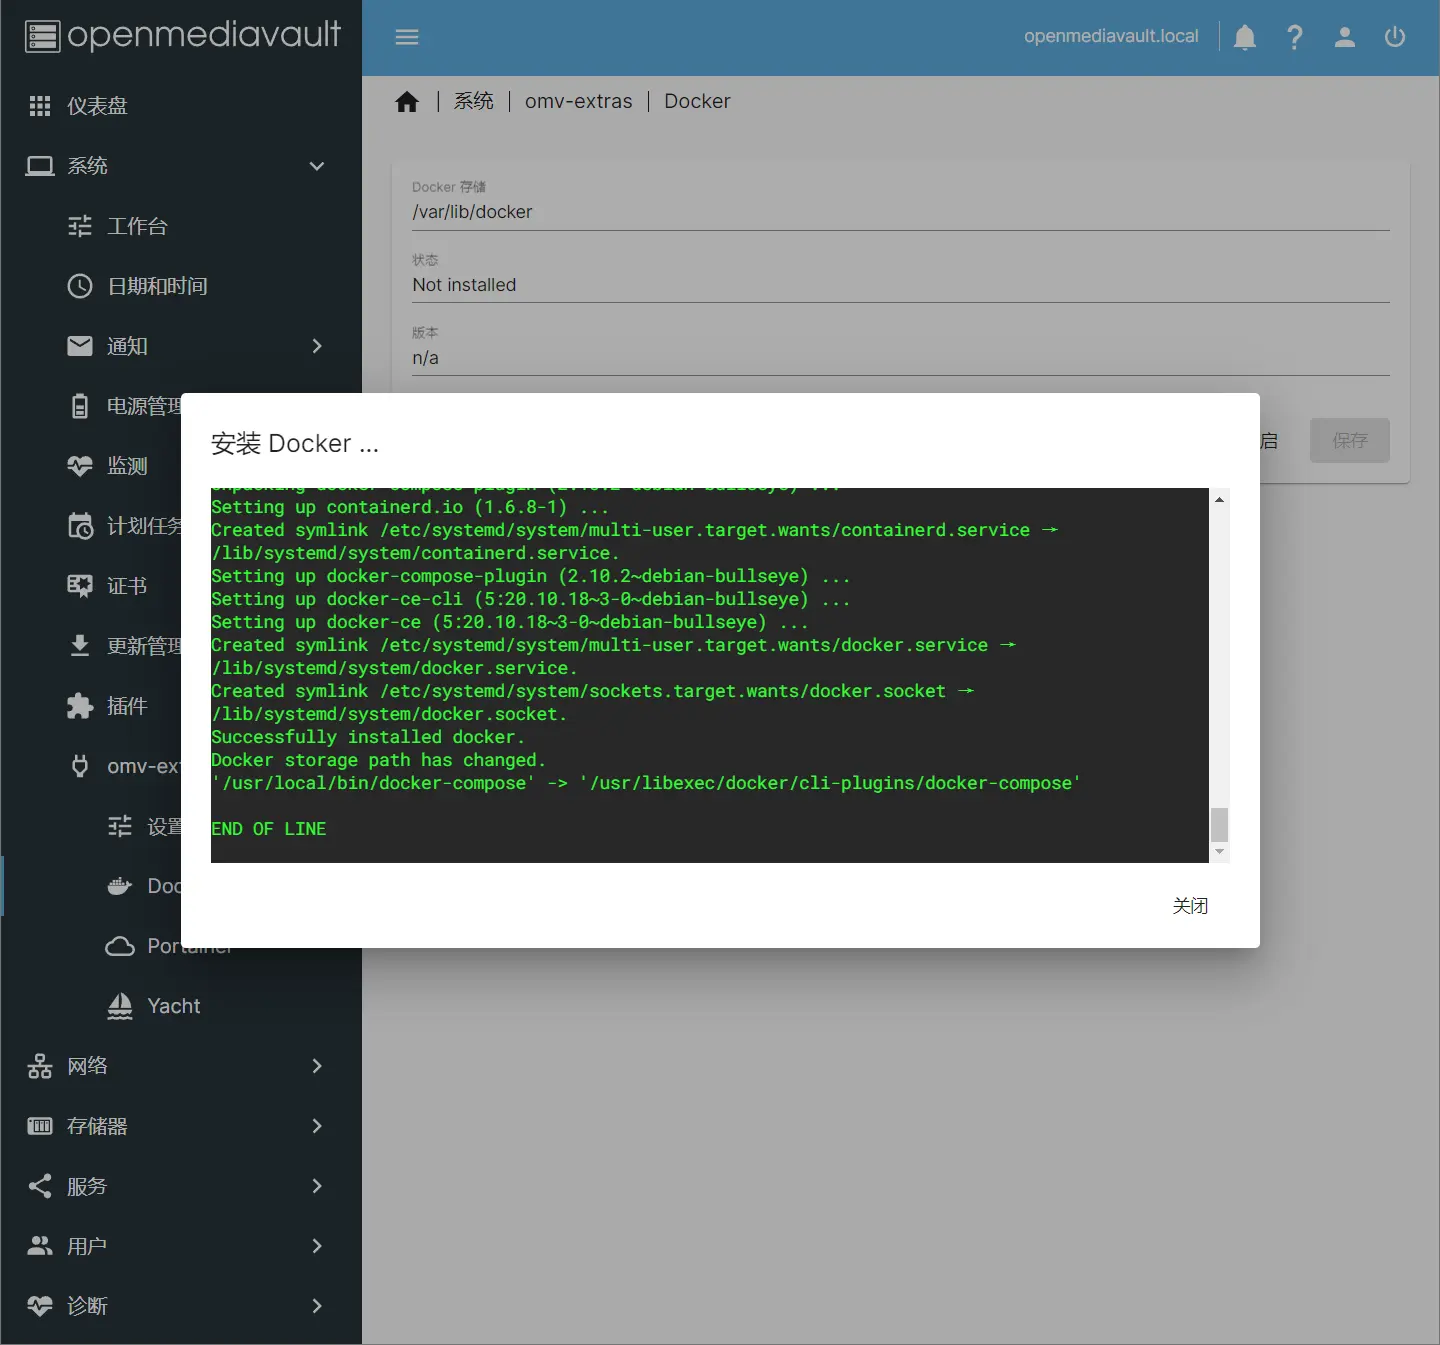 openmediavault
openmediavault.local
仪表盘
系统
工作台
日期和时间
通知
电源管理
监测
计划任务
证书
更新管理
插件
omv-ext
设置
Doc
Portainer
Yacht
网络
存储器
服务
用户
诊断
系统 | omv-extras | Docker
Docker 存储
/var/lib/docker
状态
Not installed
版本
n/a
启
保存
安装 Docker ...
Unpacking docker-compose-plugin (2.10.2~debian-bullseye) ...
Setting up containerd.io (1.6.8-1) ...
Created symlink /etc/systemd/system/multi-user.target.wants/containerd.service →
/lib/systemd/system/containerd.service.
Setting up docker-compose-plugin (2.10.2~debian-bullseye) ...
Setting up docker-ce-cli (5:20.10.18~3-0~debian-bullseye) ...
Setting up docker-ce (5:20.10.18~3-0~debian-bullseye) ...
Created symlink /etc/systemd/system/multi-user.target.wants/docker.service →
/lib/systemd/system/docker.service.
Created symlink /etc/systemd/system/sockets.target.wants/docker.socket →
/lib/systemd/system/docker.socket.
Successfully installed docker.
Docker storage path has changed.
'/usr/local/bin/docker-compose' -> '/usr/libexec/docker/cli-plugins/docker-compose'
END OF LINE
关闭